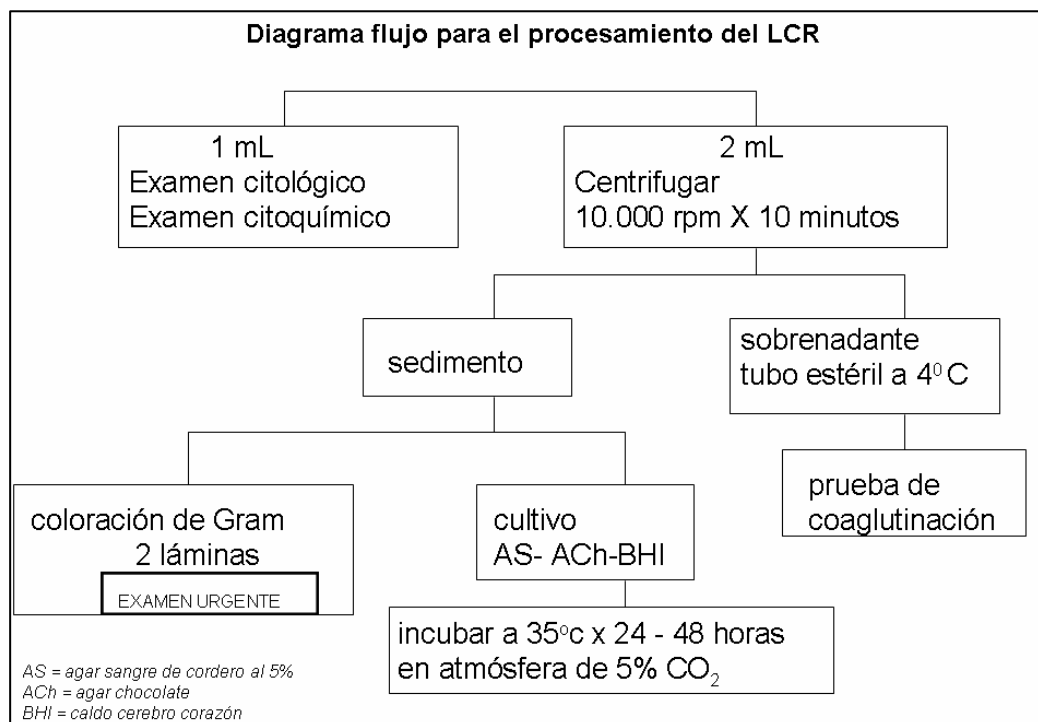 Diagrama flujo para el procesamiento del LCR
1 mL
Examen citológico
Examen citoquímico
2 mL
Centrifugar
10.000 rpm X 10 minutos
sedimento
sobrenadante
tubo estéril a 4⁰ C
coloración de Gram
2 láminas
EXAMEN URGENTE
cultivo
AS- ACh-BHI
prueba de
coaglutinación
incubar a 35ºc x 24 - 48 horas
en atmósfera de 5% CO₂
AS = agar sangre de cordero al 5%
ACh = agar chocolate
BHI = caldo cerebro corazón